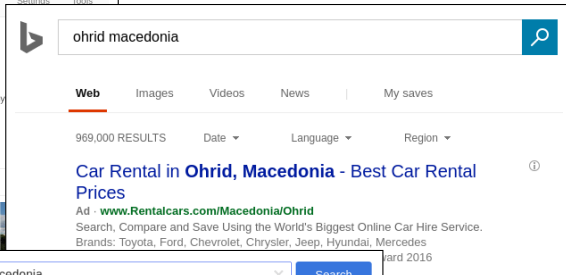 Settings Tools
ohrid macedonia
Web Images Videos News | My saves
969,000 RESULTS Date Language Region
Car Rental in Ohrid, Macedonia - Best Car Rental
Prices
Ad · www.Rentalcars.com/Macedonia/Ohrid
Search, Compare and Save Using the World's Biggest Online Car Hire Service.
Brands: Toyota, Ford, Chevrolet, Chrysler, Jeep, Hyundai, Mercedes
ward 2016
cedonia Search